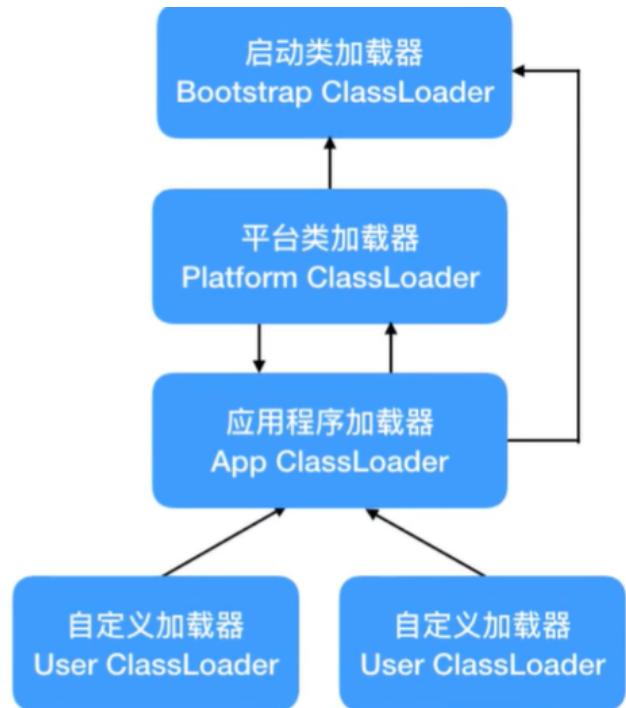 启动类加载器
Bootstrap ClassLoader
平台类加载器
Platform ClassLoader
应用程序加载器
App ClassLoader
自定义加载器
User ClassLoader
自定义加载器
User ClassLoader